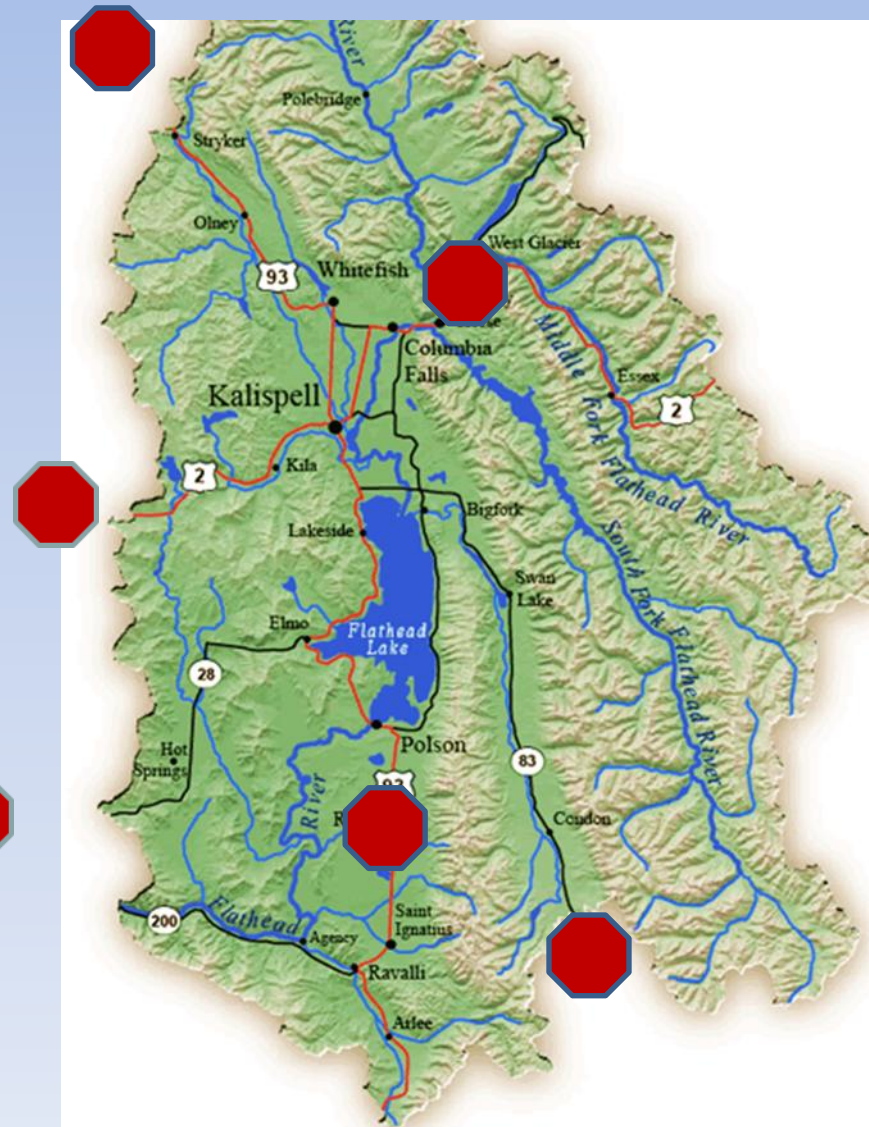 River
Polebridge
Stryker
Olney
West Glacier
93
Whitefish
Columbia
Falls
Middle Fork Flathead River
Essex
2
Kalispell
2
Kila
Lakeside
Bigfork
South Fork Flathead River
Swan
Lake
Elmo
Flathead
Lake
28
Polson
Hot
Springs
83
River
Condon
200
Flathead
Saint
Ignatius
Agency
Ravalli
Arlee